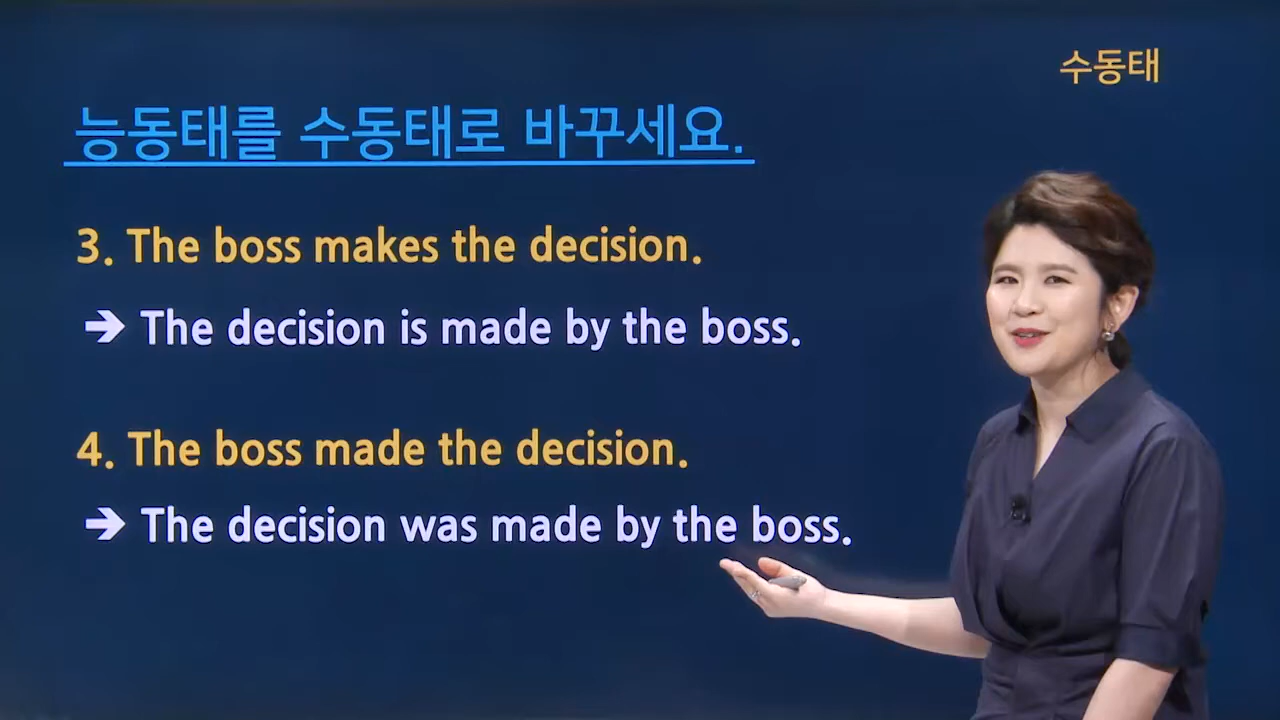 수동태
능동태를 수동태로 바꾸세요.
3. The boss makes the decision.
➔ The decision is made by the boss.
4. The boss made the decision.
➔ The decision was made by the boss.